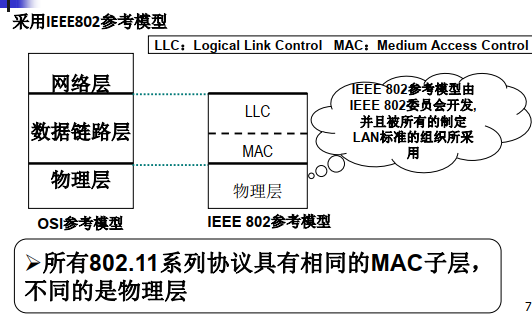 采用IEEE802参考模型
LLC：Logical Link Control MAC：Medium Access Control
网络层
数据链路层
物理层
OSI参考模型
LLC
MAC
物理层
IEEE 802参考模型
IEEE 802参考模型由
IEEE 802委员会开发,
并且被所有的制定
LAN标准的组织所采
用
➢所有802.11系列协议具有相同的MAC子层，
不同的是物理层
7